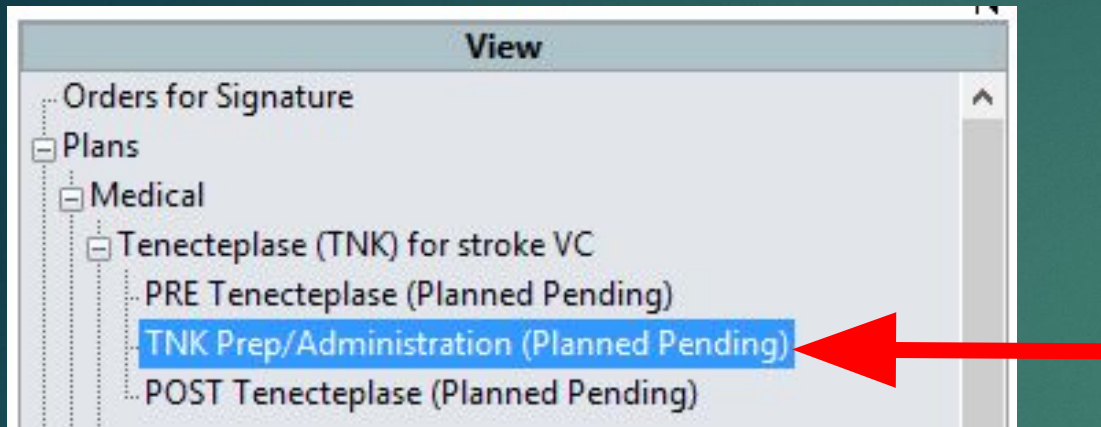 View
Orders for Signature
Plans
Medical
Tenecteplase (TNK) for stroke VC
PRE Tenecteplase (Planned Pending)
TNK Prep/Administration (Planned Pending)
POST Tenecteplase (Planned Pending)